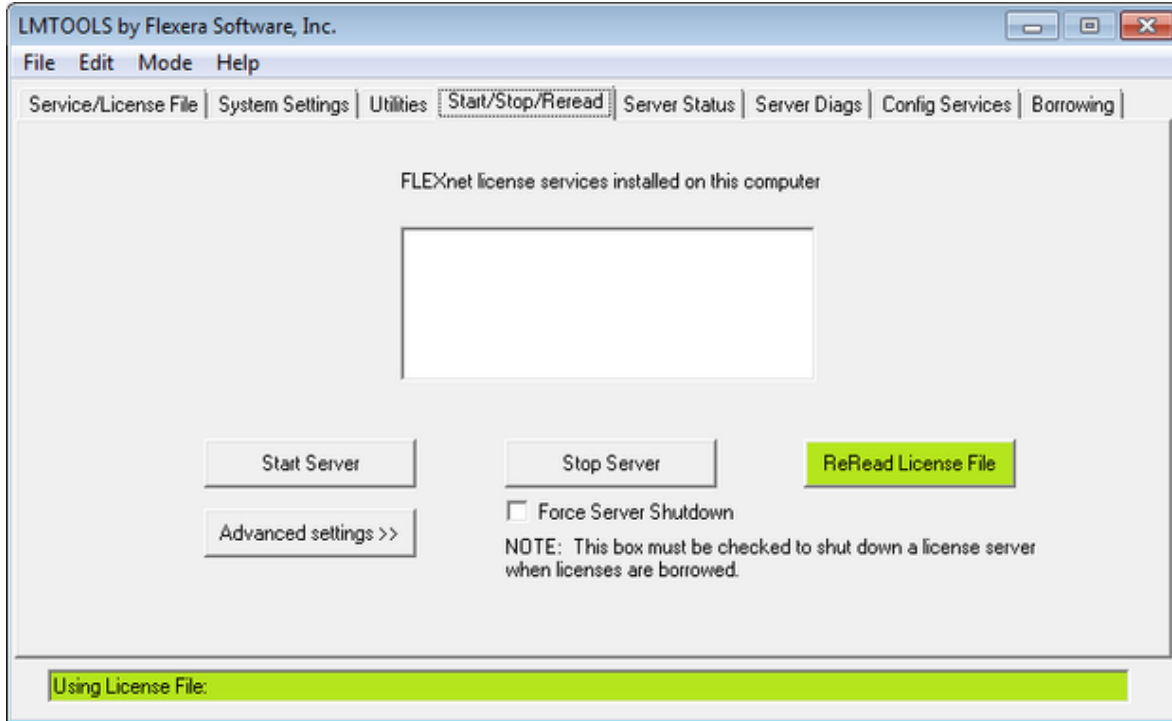 LMTOOLS by Flexera Software, Inc.
File Edit Mode Help
Service/License File System Settings Utilities Start/Stop/Reread Server Status Server Diags Config Services Borrowing
FLEXnet license services installed on this computer
Start Server Stop Server ReRead License File
Advanced settings >> Force Server Shutdown
NOTE: This box must be checked to shut down a license server
when licenses are borrowed.
Using License File: